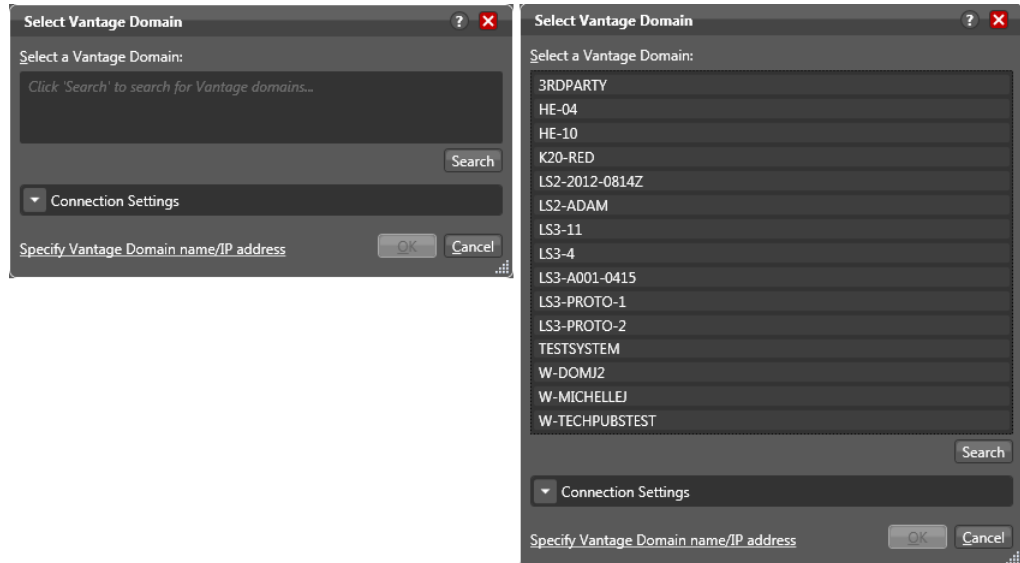 Select Vantage Domain ?
Select a Vantage Domain:
Click 'Search' to search for Vantage domains...
Search
Connection Settings
Specify Vantage Domain name/IP address OK Cancel
Select Vantage Domain ?
Select a Vantage Domain:
3RDPARTY
HE-04
HE-10
K20-RED
LS2-2012-0814Z
LS2-ADAM
LS3-11
LS3-4
LS3-A001-0415
LS3-PROTO-1
LS3-PROTO-2
TESTSYSTEM
W-DOMJ2
W-MICHELLEJ
W-TECHPUBSTEST
Search
Connection Settings
Specify Vantage Domain name/IP address OK Cancel